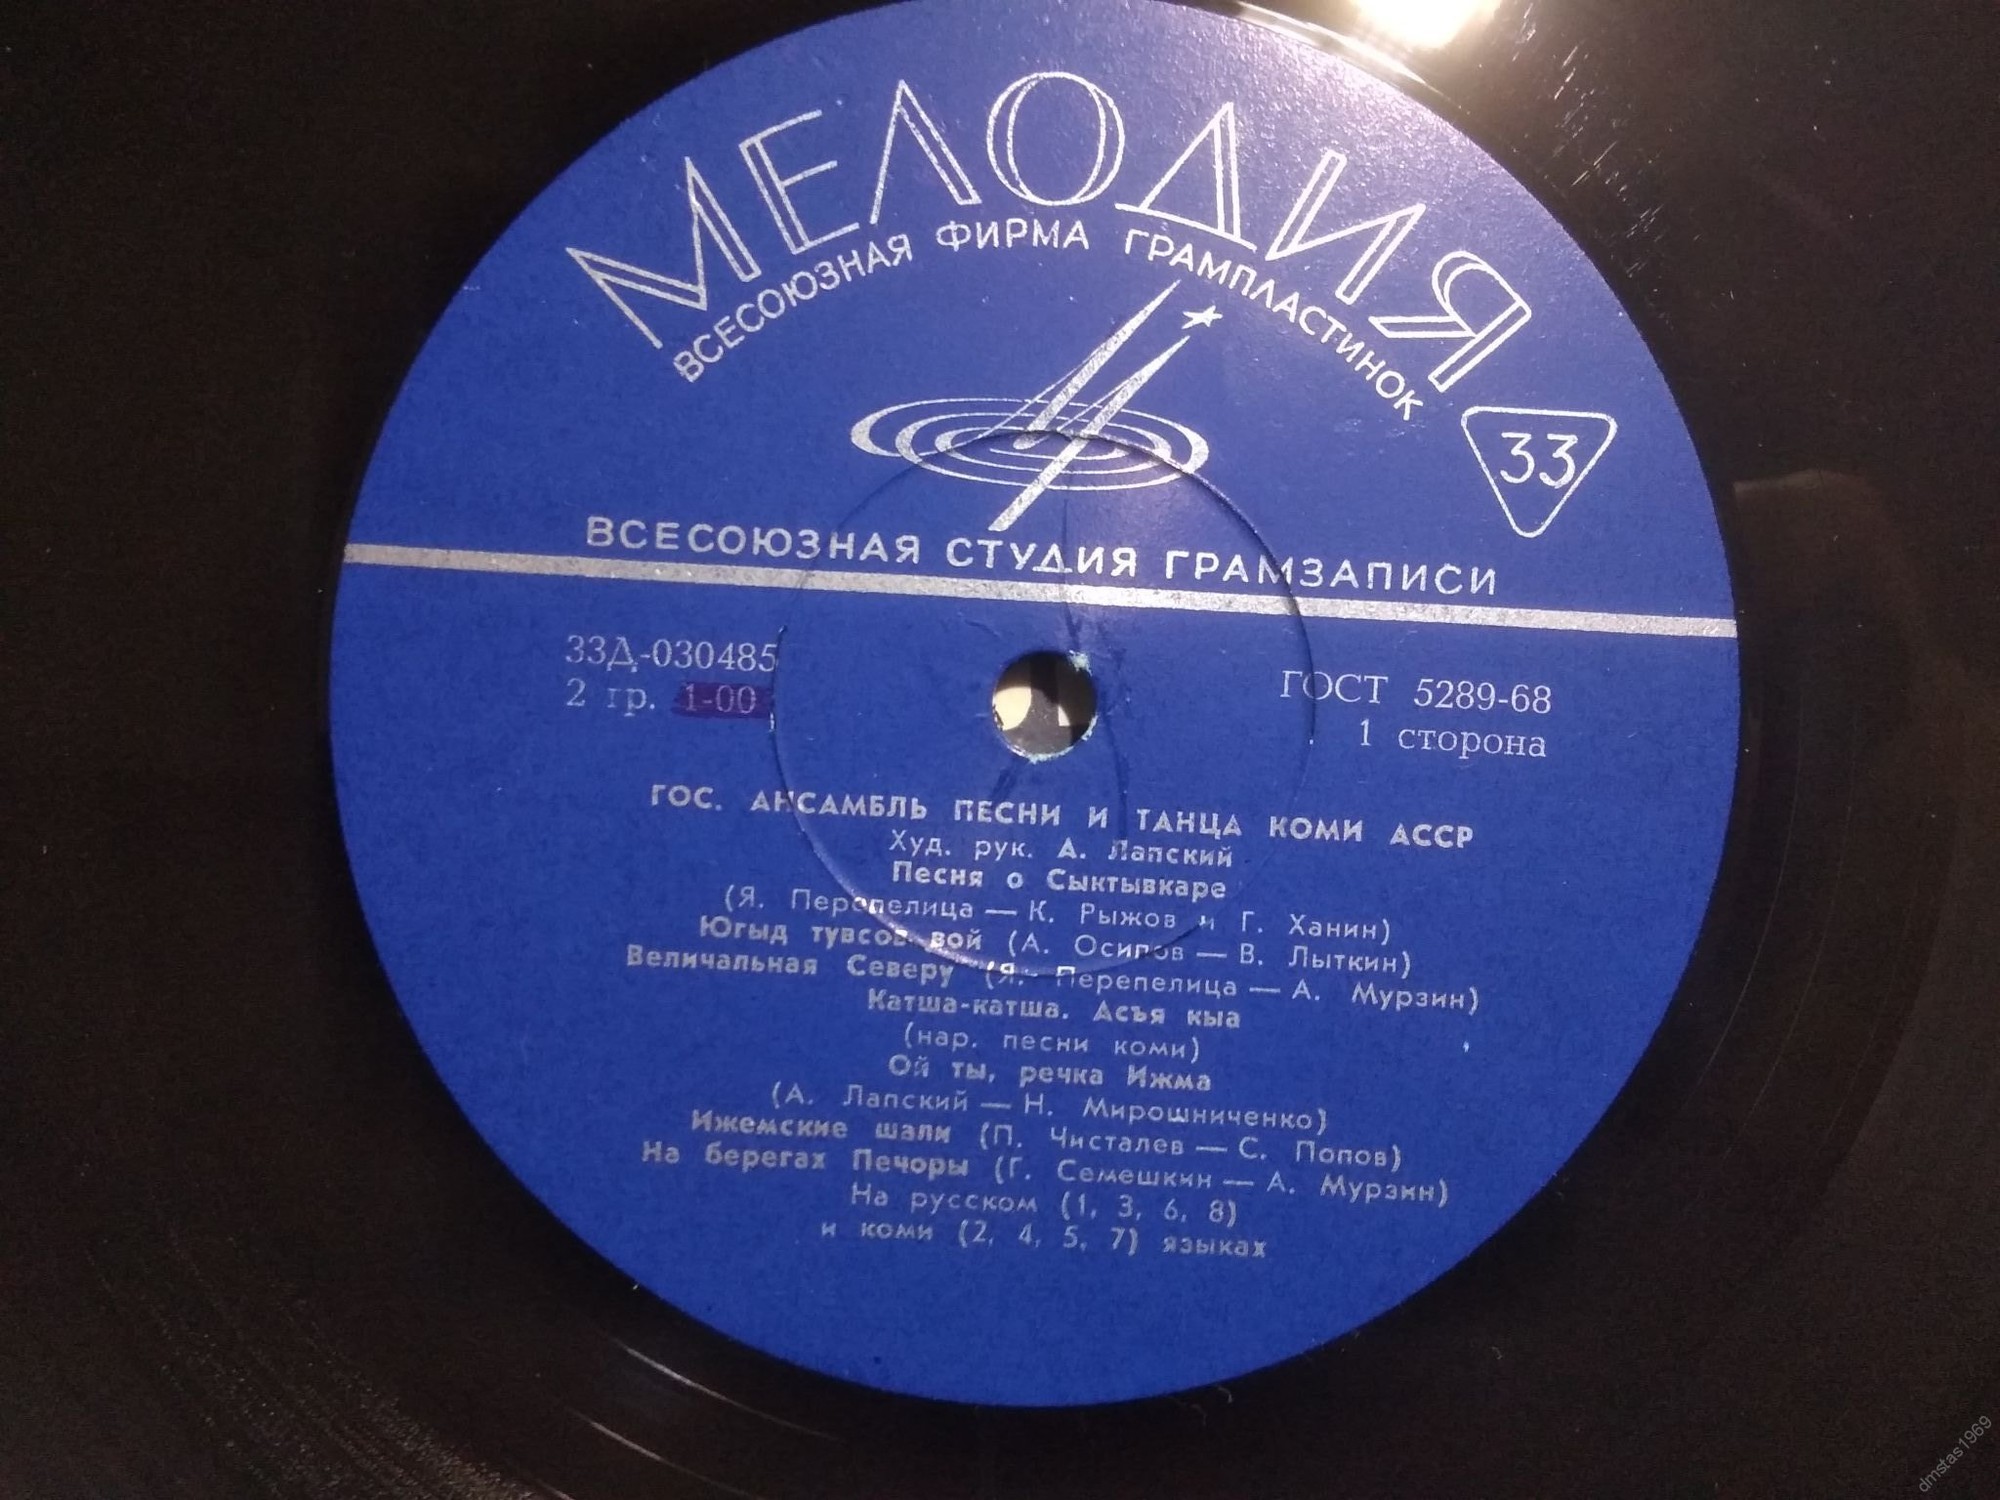 МЕЛОДИЯ
ВСЕСОЮЗНАЯ ФИРМА ГРАМПЛАСТИНОК
33
ВСЕСОЮЗНАЯ СТУДИЯ ГРАМЗАПИСИ
33Д-030485
2 гр. 1-00
ГОСТ 5289-68
1 сторона
ГОС. АНСАМБЛЬ ПЕСНИ И ТАНЦА КОМИ АССР
Худ. рук. А. Лапский
Песня о Сыктывкаре
(Я. Перепелица — К. Рыжов и Г. Ханин)
Югыд тувсов вой (А. Осипов — В. Лыткин)
Величальная Северу (Я. Перепелица — А. Мурзин)
Катша-катша. Асъя кыа
(нар. песни коми)
Ой ты, речка Ижма
(А. Лапский — Н. Мирошниченко)
Ижемские шали (П. Чисталев — С. Попов)
На берегах Печоры (Г. Семешкин — А. Мурзин)
На русском (1, 3, 6, 8)
и коми (2, 4, 5, 7) языках
dmstas1969